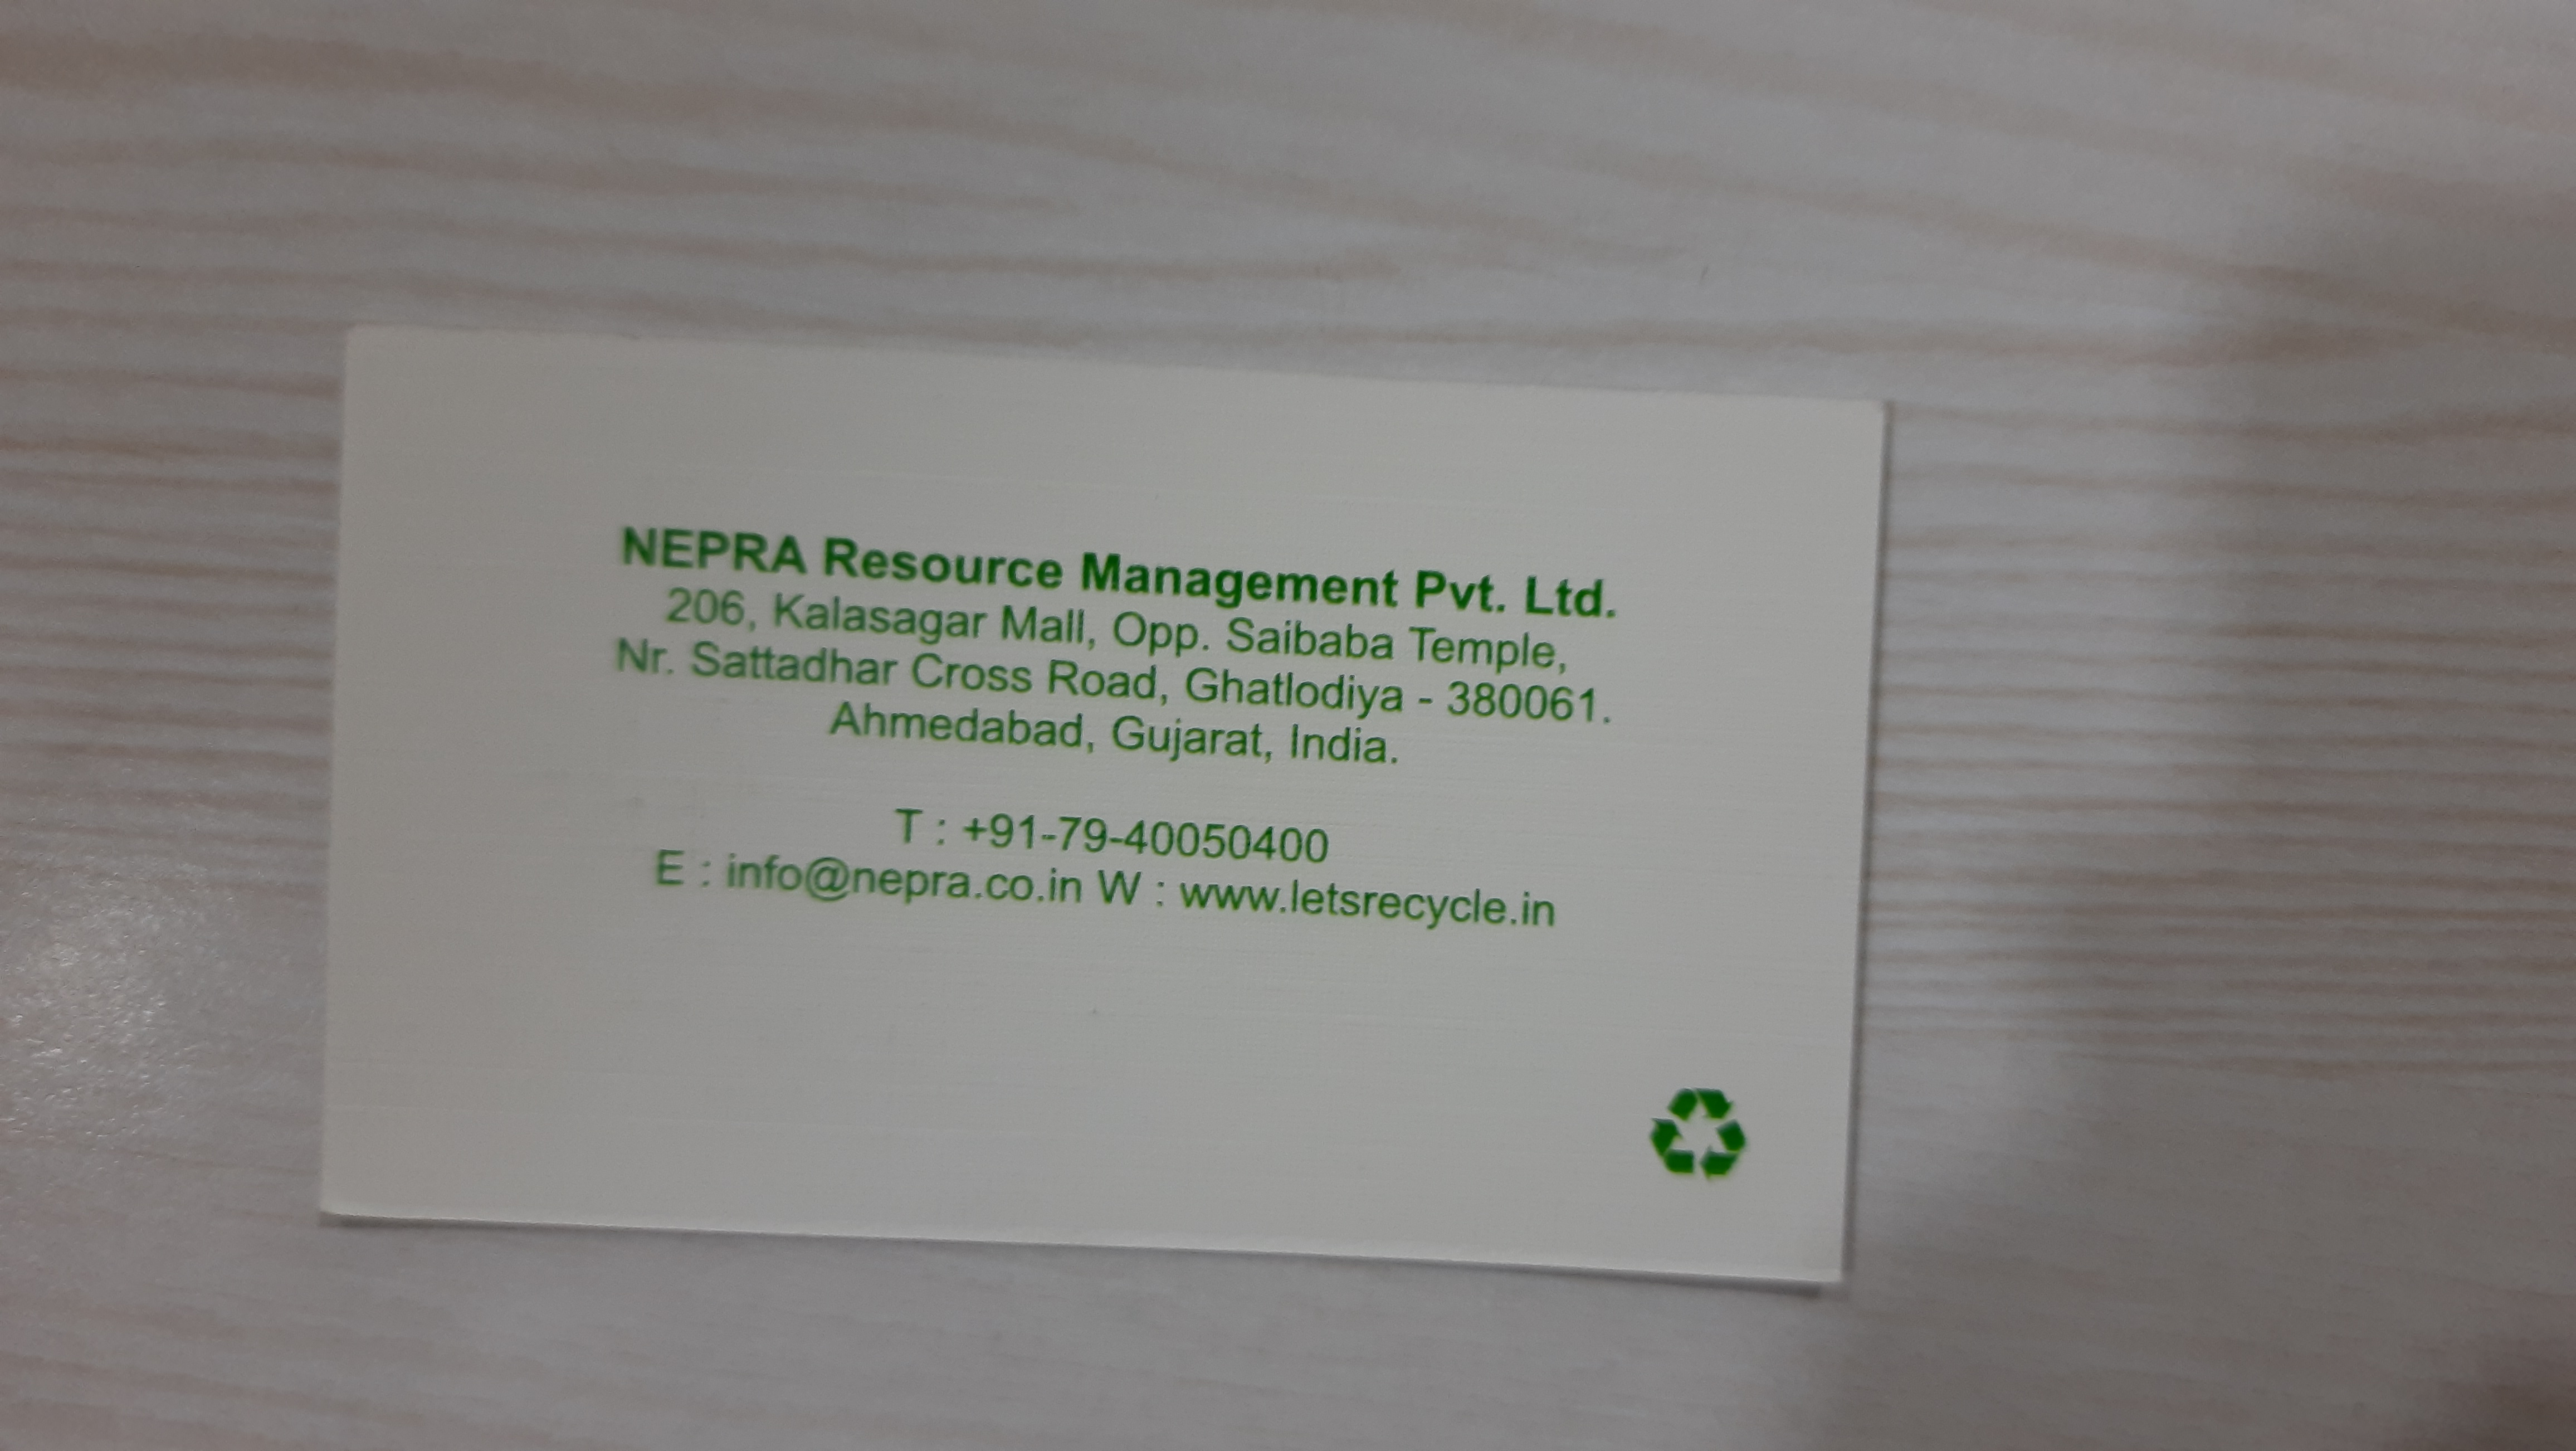 NEPRA Resource Management Pvt. Ltd.
206, Kalasagar Mall, Opp. Saibaba Temple,
Nr. Sattadhar Cross Road, Ghatlodiya - 380061.
Ahmedabad, Gujarat, India.
T : +91-79-40050400
E : info@nepra.co.in W : www.letsrecycle.in